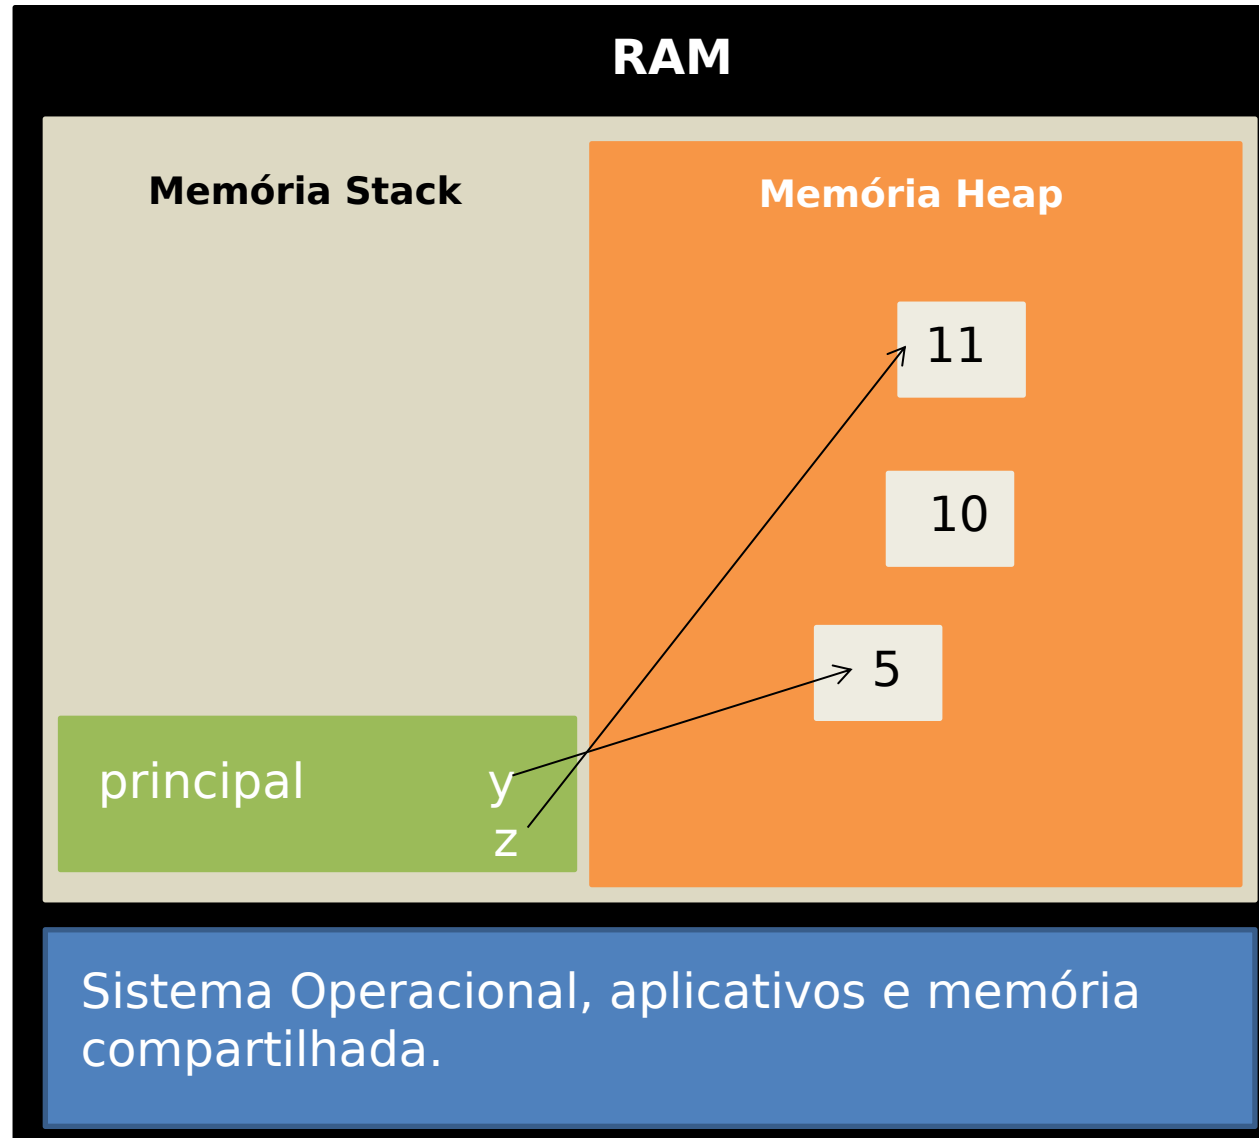 RAM
Memória Stack
Memória Heap
11
10
5
principal y
z
Sistema Operacional, aplicativos e memória
compartilhada.